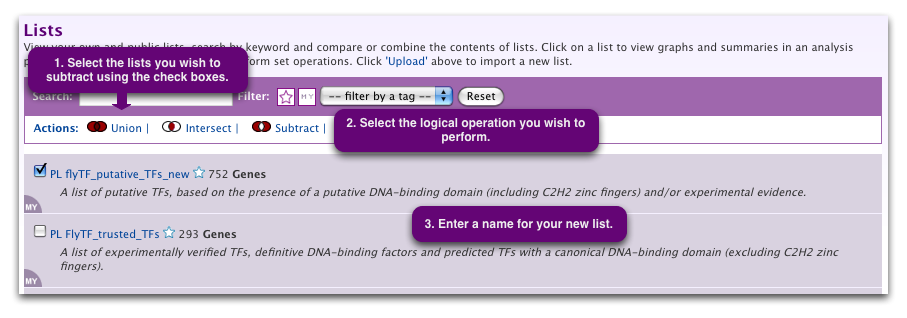 Lists
View your own and public lists, search by keyword and compare or combine the contents of lists. Click on a list to view graphs and summaries in an analysis
form set operations. Click 'Upload' above to import a new list.
1. Select the lists you wish to
subtract using the check boxes.
Search: Filter: MY -- filter by a tag -- Reset
Actions: Union | Intersect | Subtract |
2. Select the logical operation you wish to
perform.
PL flyTF_putative_TFs_new 752 Genes
A list of putative TFs, based on the presence of a putative DNA-binding domain (including C2H2 zinc fingers) and/or experimental evidence.
MY
3. Enter a name for your new list.
PL FlyTF_trusted_TFs 293 Genes
A list of experimentally verified TFs, definitive DNA-binding factors and predicted TFs with a canonical DNA-binding domain (excluding C2H2 zinc
fingers).
MY